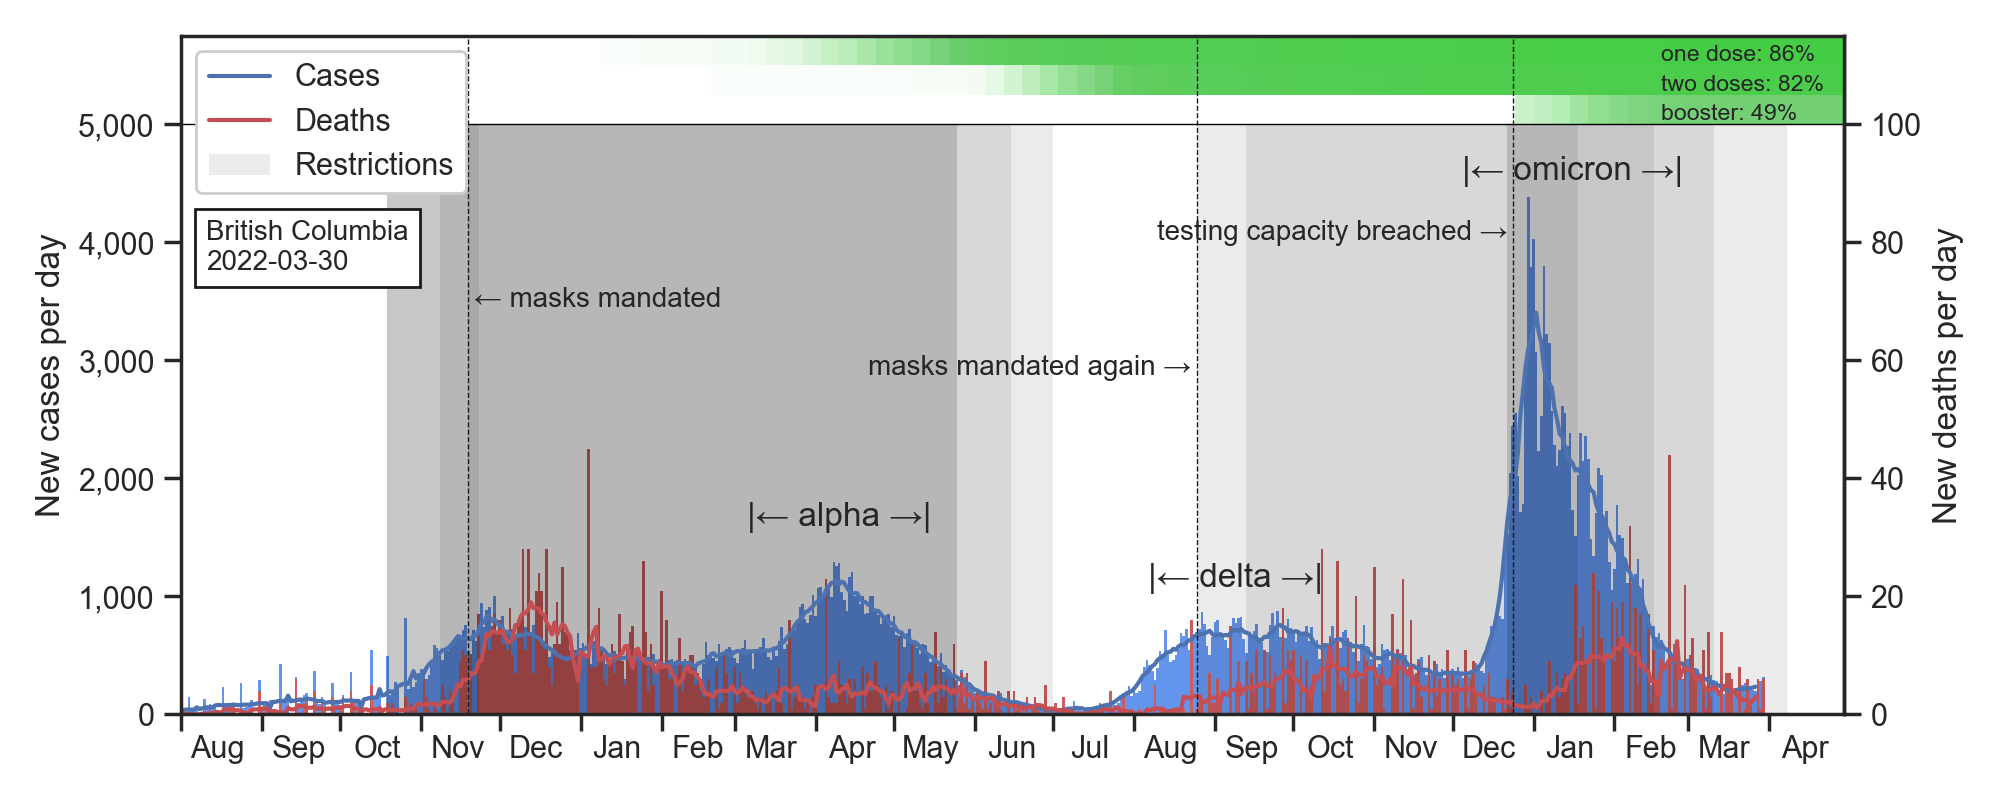 Cases
Deaths
Restrictions
British Columbia
2022-03-30
one dose: 86%
two doses: 82%
booster: 49%
|← omicron →|
testing capacity breached →
← masks mandated
masks mandated again →
|← alpha →|
|← delta →|
New cases per day
5,000
4,000
3,000
2,000
1,000
0
New deaths per day
100
80
60
40
20
0
Aug Sep Oct Nov Dec Jan Feb Mar Apr May Jun Jul Aug Sep Oct Nov Dec Jan Feb Mar Apr